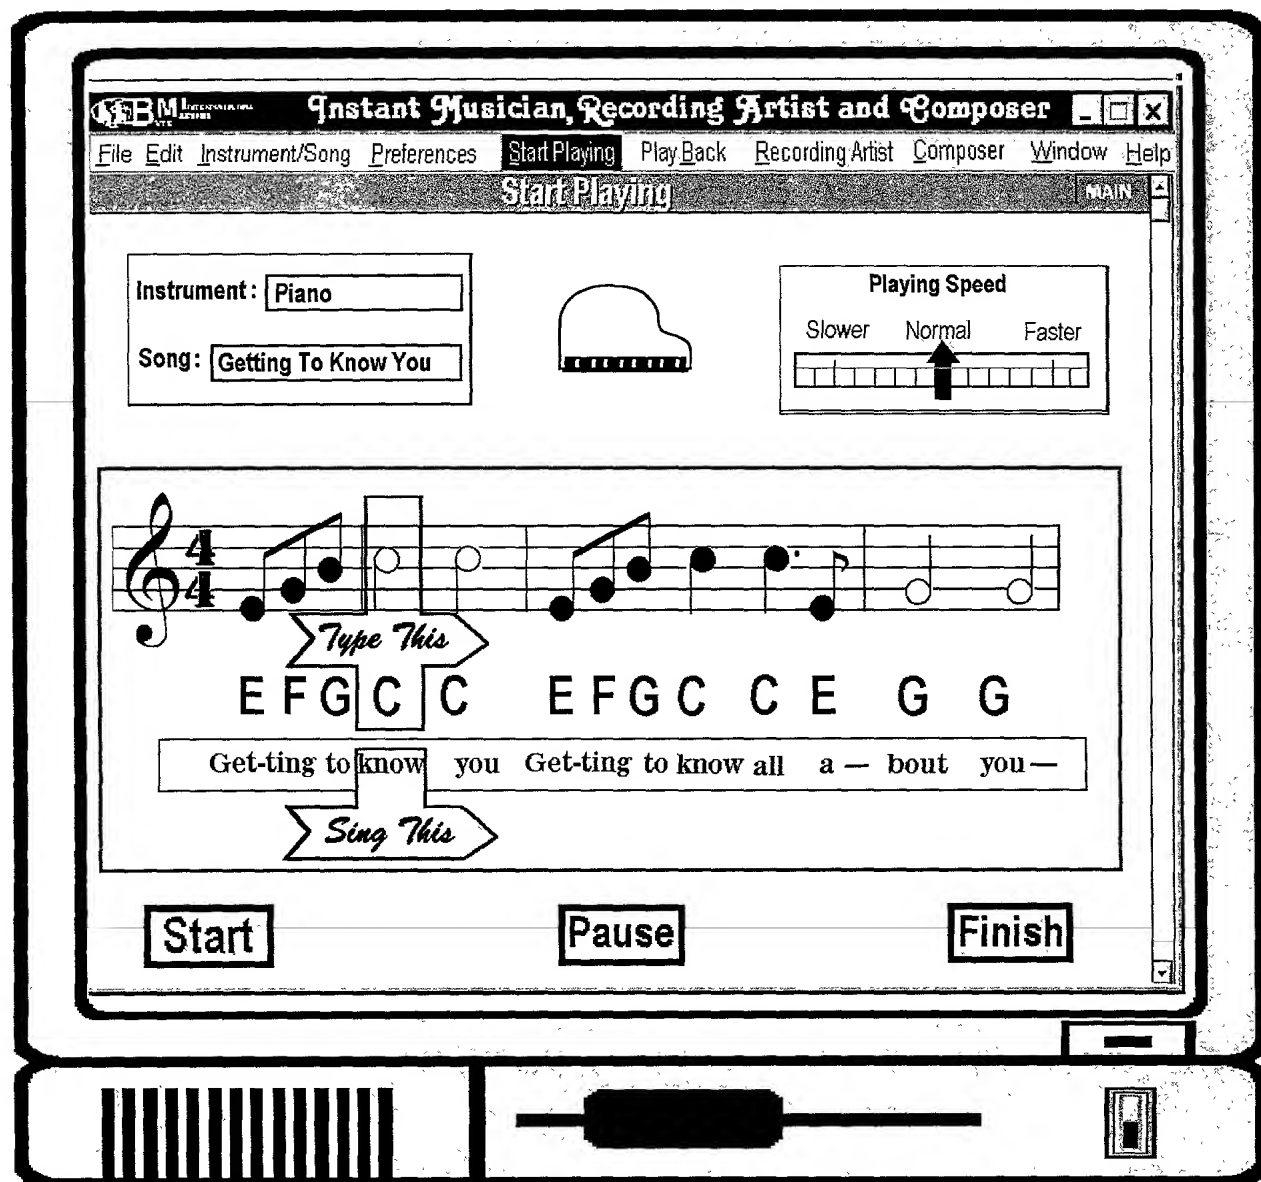 Instant Musician, Recording Artist and Composer
File Edit Instrument/Song Preferences Start Playing Play Back Recording Artist Composer Window Help
Start Playing MAIN
Instrument: Piano
Song: Getting To Know You
Playing Speed
Slower Normal Faster
4
4
Type This
E F G C C E F G C C E G G
Get-ting to know you Get-ting to know all a — bout you —
Sing This
Start Pause Finish